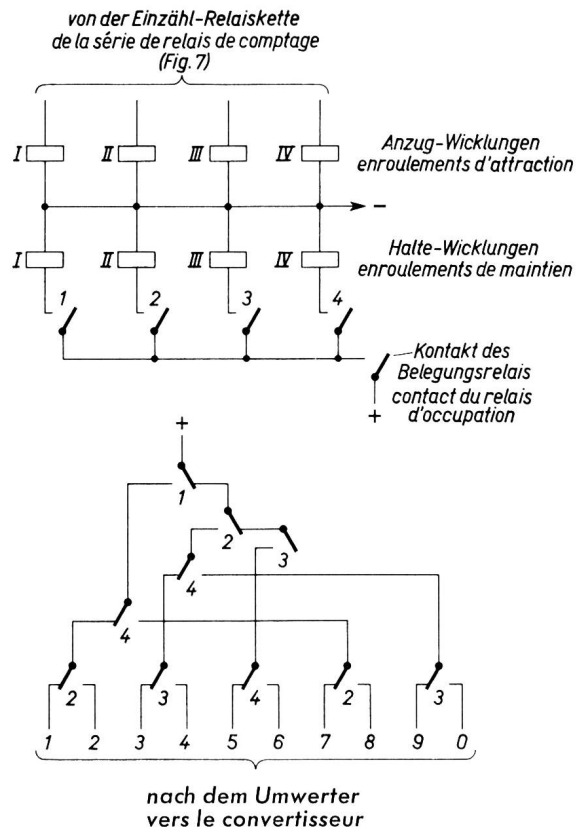 von der Einzähl-Relaiskette
de la série de relais de comptage
(Fig. 7)
I II III IV
Anzug-Wicklungen
enroulements d'attraction
−
I II III IV
Halte-Wicklungen
enroulements de maintien
1 2 3 4
Kontakt des
Belegungsrelais
contact du relais
d'occupation
+
+
1
2
3
4
4
2 3 4 2 3
1 2 3 4 5 6 7 8 9 0
nach dem Umwerter
vers le convertisseur